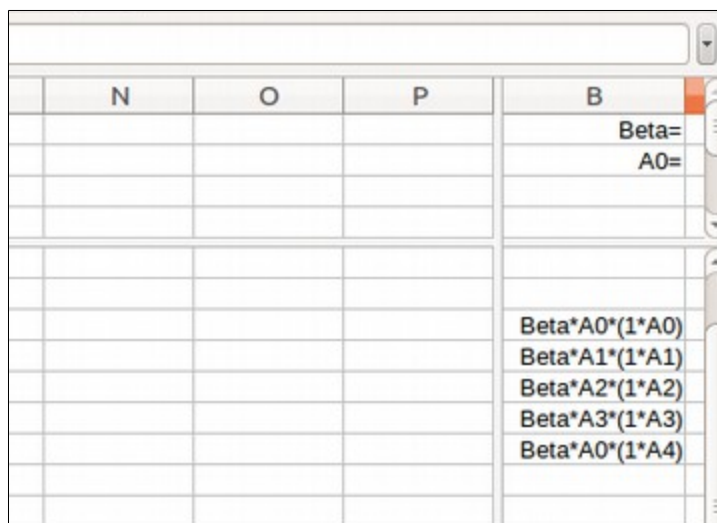 N O P B
Beta=
A0=
Beta*A0*(1*A0)
Beta*A1*(1*A1)
Beta*A2*(1*A2)
Beta*A3*(1*A3)
Beta*A0*(1*A4)